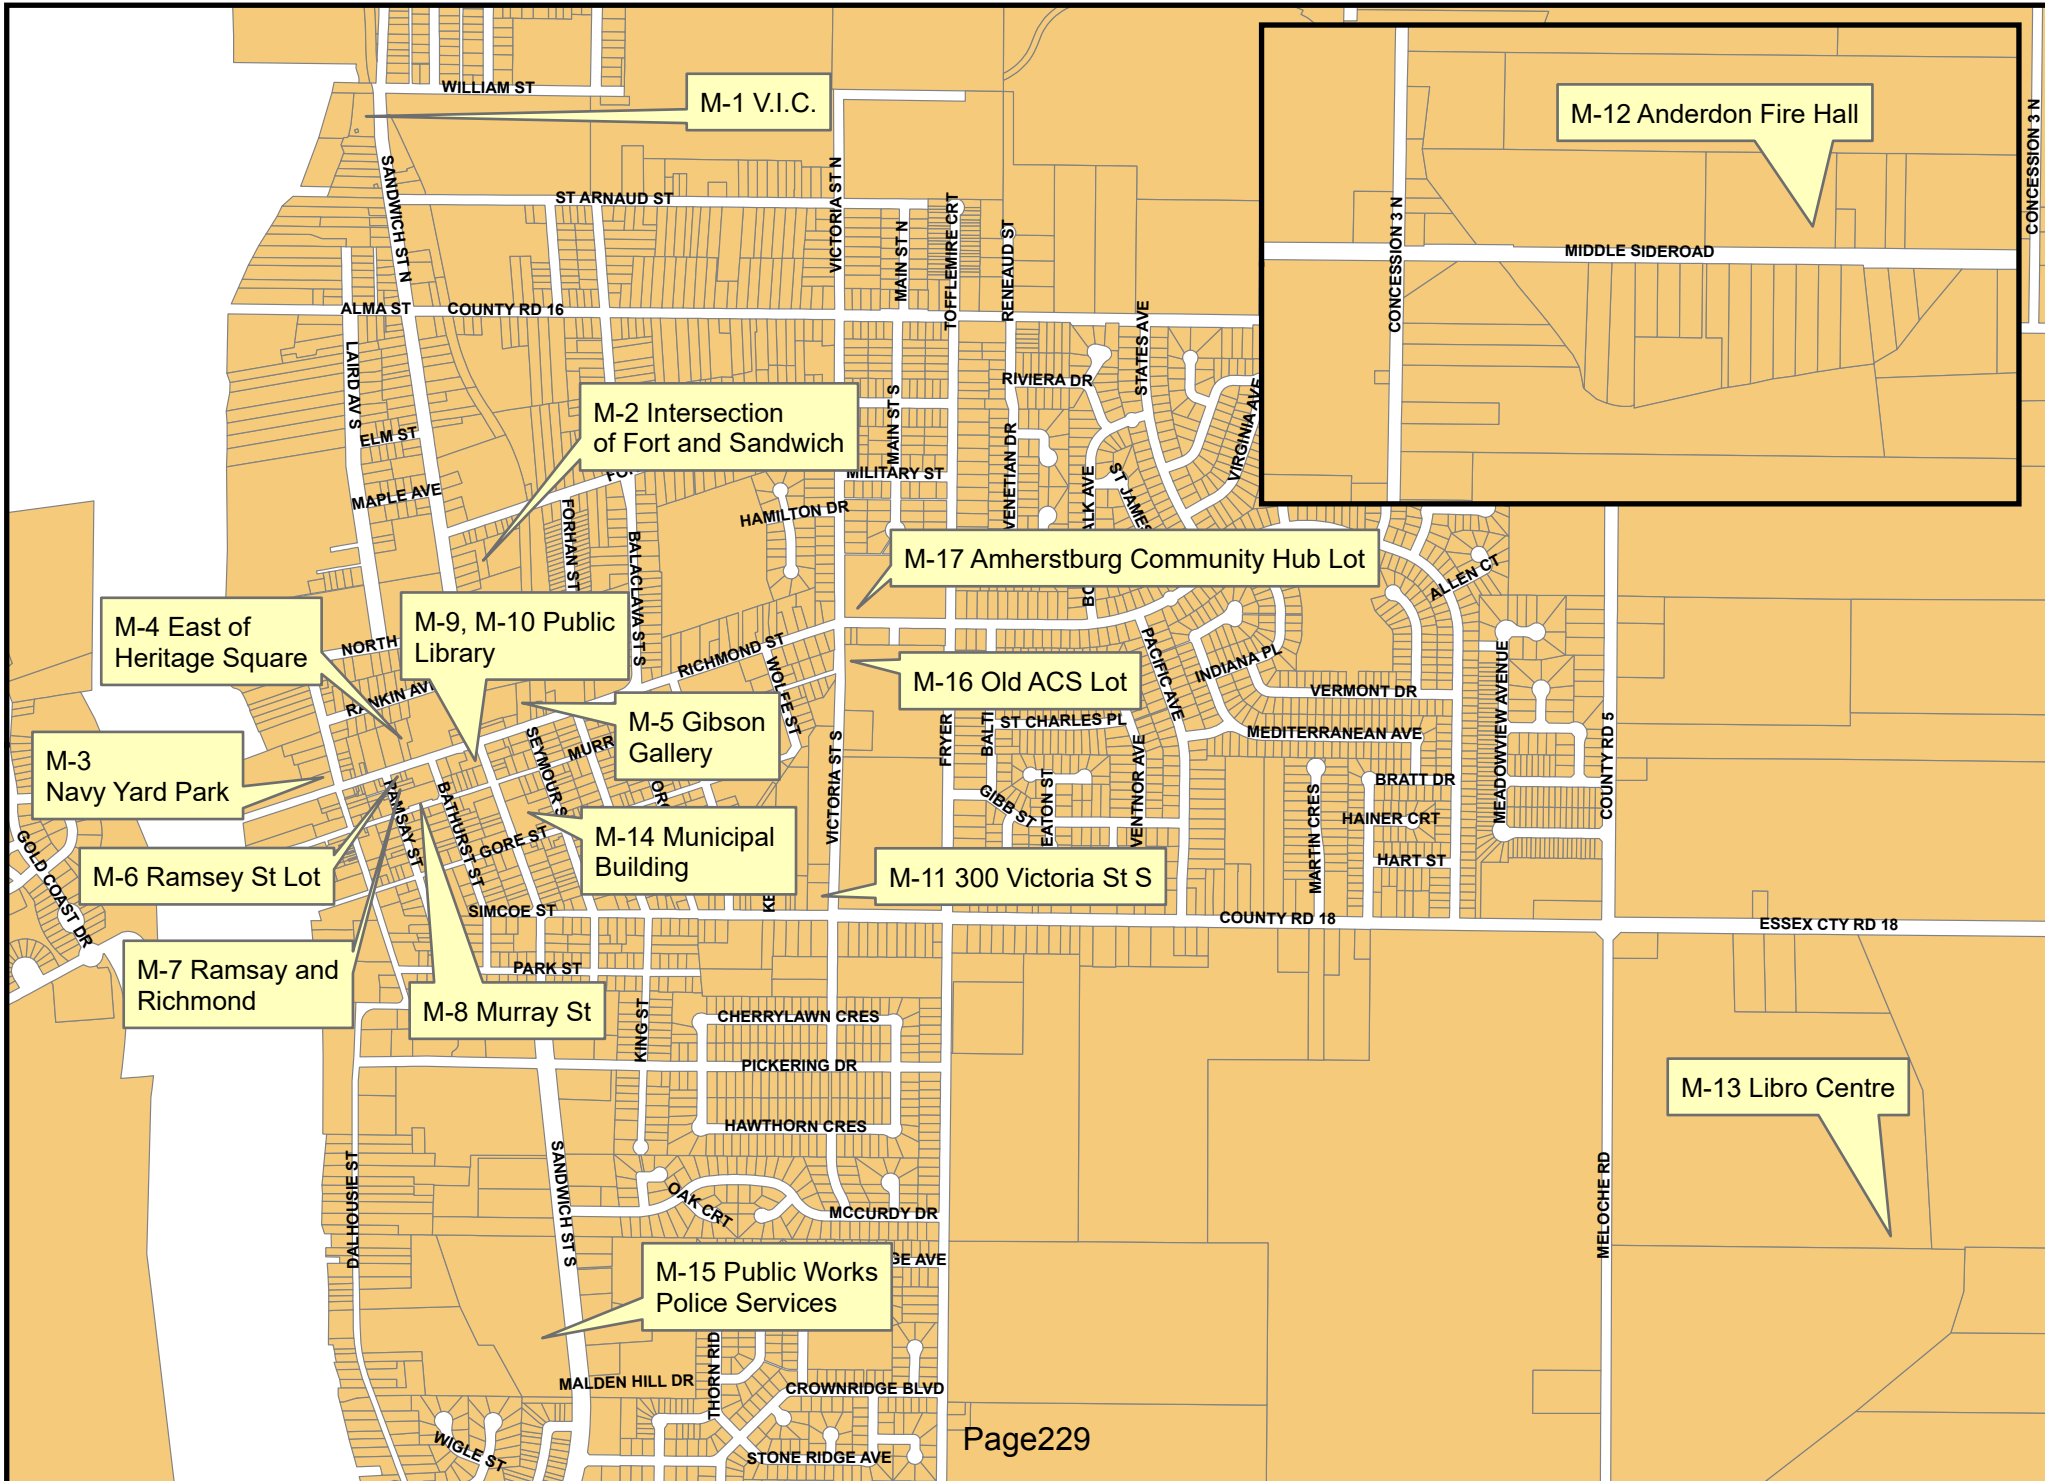 WILLIAM ST
M-1 V.I.C.
M-12 Anderdon Fire Hall
CONCESSION 3 N
SANDWICH ST N
ST ARNAUD ST
VICTORIA ST N
MAIN ST N
TOFFLEMIRE CRT
RENEAUD ST
CONCESSION 3 N
MIDDLE SIDEROAD
ALMA ST
COUNTY RD 16
LAIRD AV S
STATES AVE
RIVIERA DR
VIRGINIA AVE
M-2 Intersection
of Fort and Sandwich
MAIN ST S
ELM ST
MAPLE AVE
MILITARY ST
VENETIAN DR
ST JAMES
HAMILTON DR
FORHAN ST
BALACLAVA ST S
M-17 Amherstburg Community Hub Lot
ALLEN CT
M-4 East of
Heritage Square
M-9, M-10 Public
Library
NORTH
RICHMOND ST
WOLFE ST
PACIFIC AVE
INDIANA PL
M-16 Old ACS Lot
VERMONT DR
MEADOWVIEW AVENUE
COUNTY RD 5
RANKIN AVE
M-5 Gibson
Gallery
SEYMOUR S
MURR
ST CHARLES PL
MEDITERRANEAN AVE
FRYER
BALTI
M-3
Navy Yard Park
VICTORIA ST S
BRATT DR
RAMSAY ST
BATHURST ST
GIBB ST
EATON ST
VENTNOR AVE
MARTIN CRES
HAINER CRT
GOLD COAST DR
GORE ST
M-14 Municipal
Building
HART ST
M-6 Ramsey St Lot
M-11 300 Victoria St S
SIMCOE ST
COUNTY RD 18
ESSEX CTY RD 18
M-7 Ramsay and
Richmond
PARK ST
M-8 Murray St
KING ST
CHERRYLAWN CRES
PICKERING DR
M-13 Libro Centre
HAWTHORN CRES
DALHOUSIE ST
SANDWICH ST S
OAK CRT
MCCURDY DR
MELOCHE RD
GE AVE
M-15 Public Works
Police Services
THORN RID
MALDEN HILL DR
CROWNRIDGE BLVD
WIGLE ST
STONE RIDGE AVE
Page229